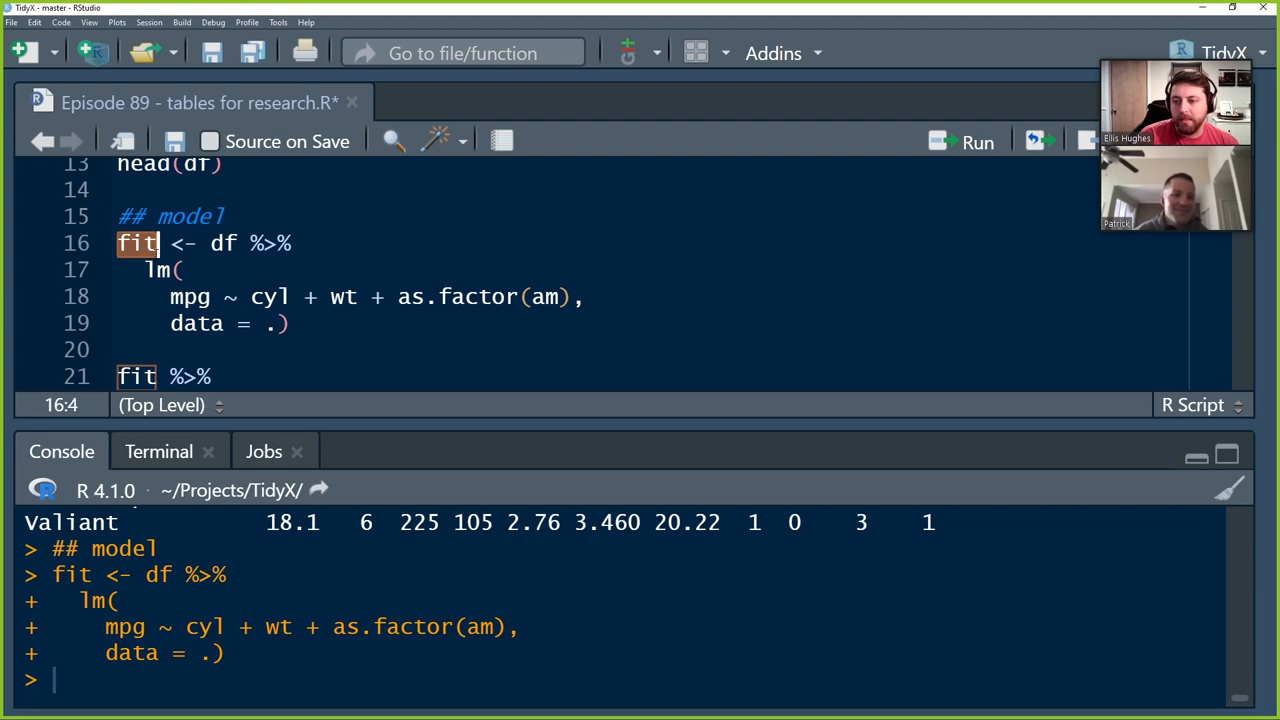 TidyX - master - RStudio
File Edit Code View Plots Session Build Debug Profile Tools Help
Go to file/function Addins TidyX
Episode 89 - tables for research.R*
Source on Save Run
Ellis Hughes
Patrick
13 head(df)
14
15 ## model
16 fit <- df %>%
17 lm(
18 mpg ~ cyl + wt + as.factor(am),
19 data = .)
20
21 fit %>%
16:4 (Top Level) R Script
Console Terminal Jobs
R 4.1.0 · ~/Projects/TidyX/
Valiant 18.1 6 225 105 2.76 3.460 20.22 1 0 3 1
> ## model
> fit <- df %>%
+ lm(
+ mpg ~ cyl + wt + as.factor(am),
+ data = .)
>